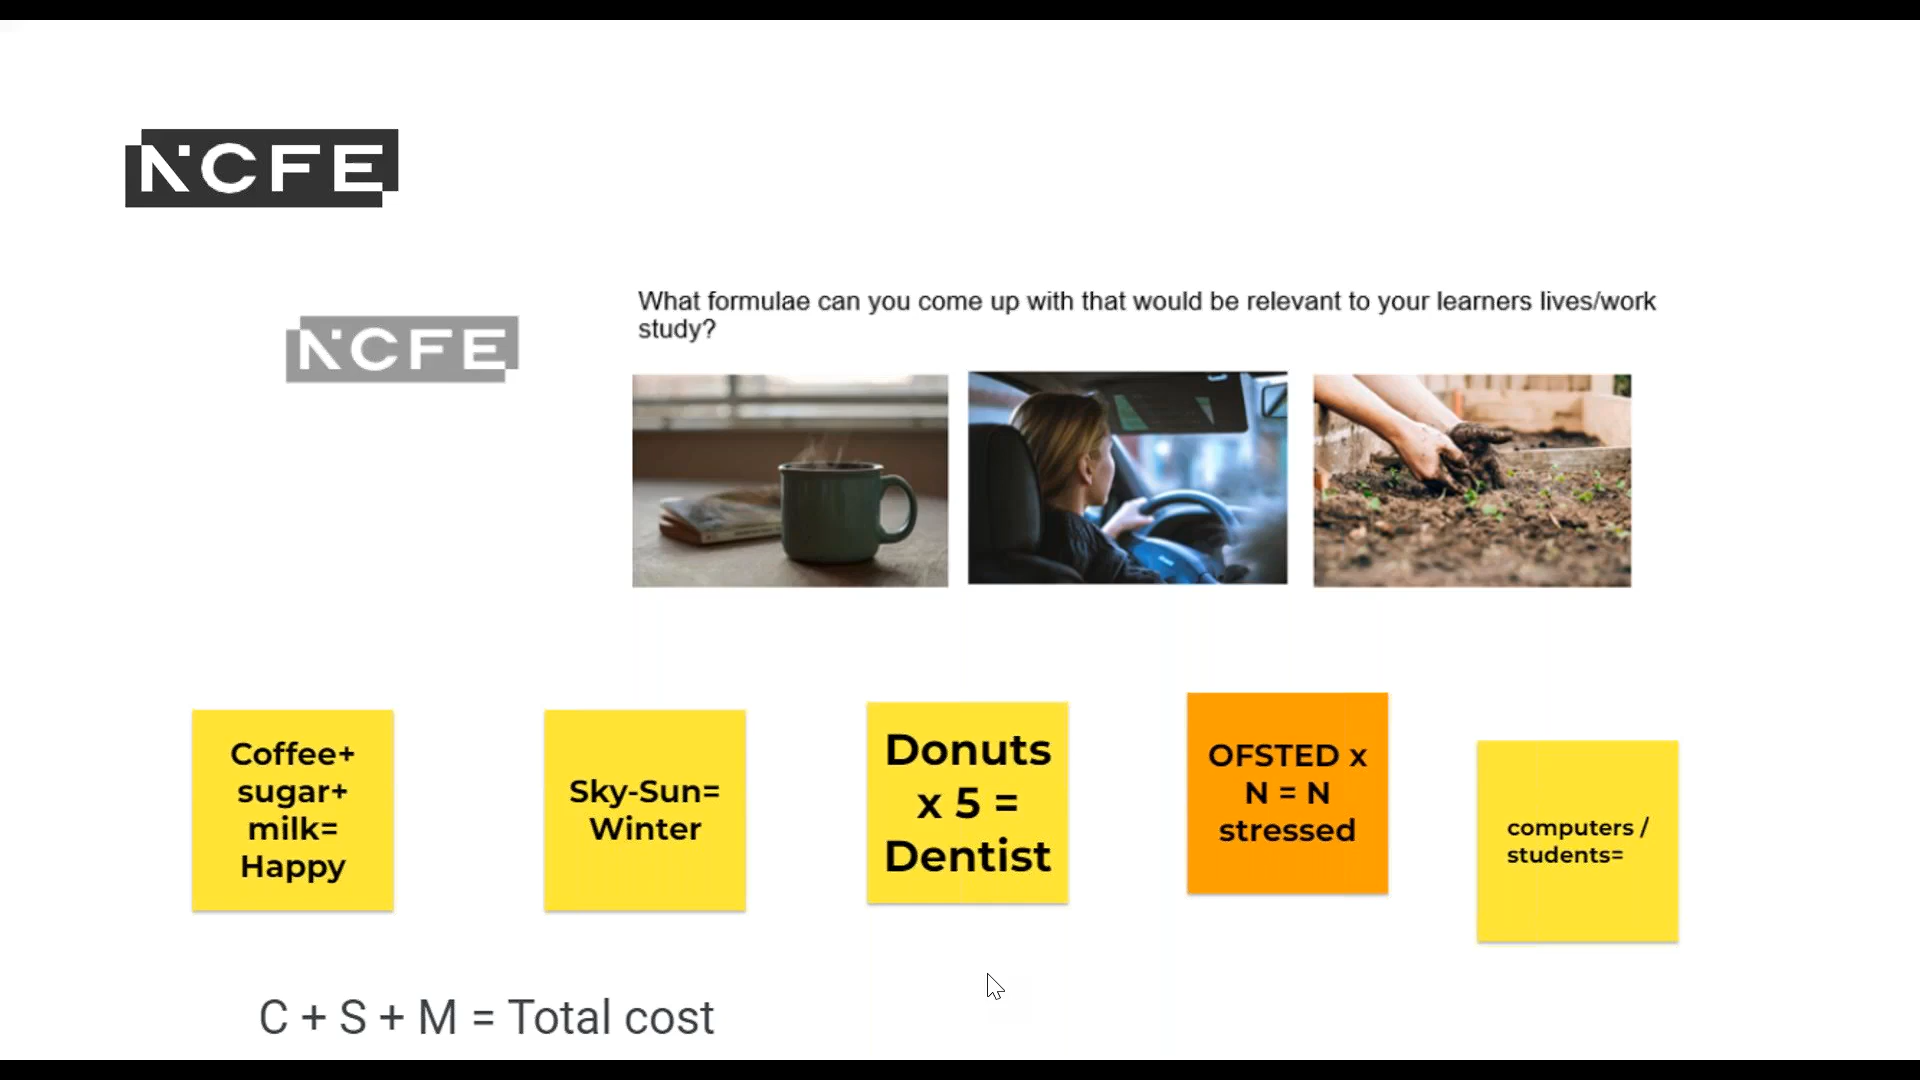 NCFE
What formulae can you come up with that would be relevant to your learners lives/work
study?
NCFE
Coffee+
sugar+
milk=
Happy
Sky-Sun=
Winter
Donuts
x 5 =
Dentist
OFSTED x
N = N
stressed
computers /
students=
C + S + M = Total cost